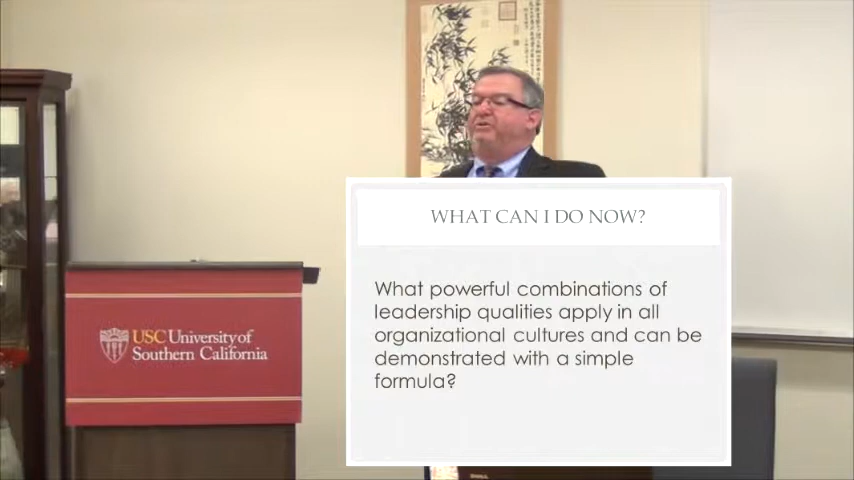 WHAT CAN I DO NOW?
What powerful combinations of
leadership qualities apply in all
organizational cultures and can be
demonstrated with a simple
formula?
USC University of
Southern California
DELL